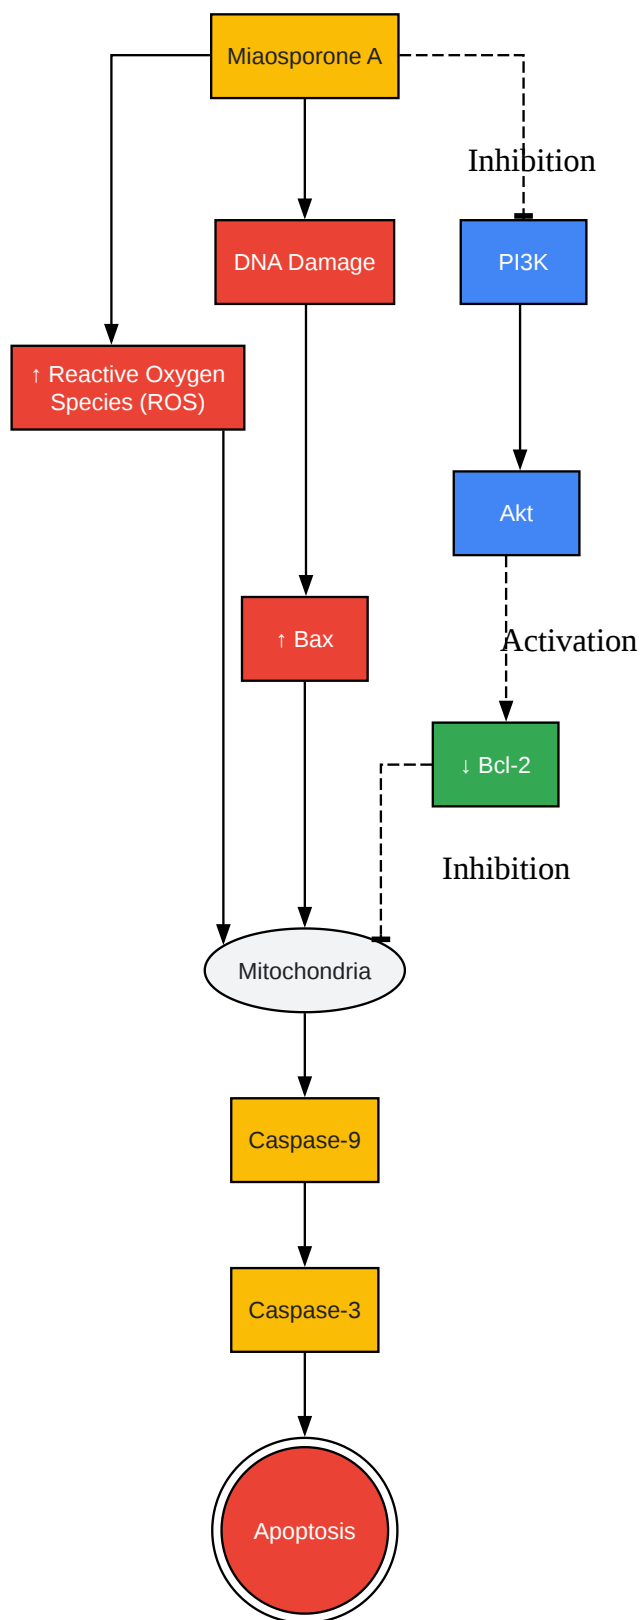 Miaosporone A
Inhibition
DNA Damage
PI3K
↑ Reactive Oxygen
Species (ROS)
Akt
↑ Bax
Activation
↓ Bcl-2
Inhibition
Mitochondria
Caspase-9
Caspase-3
Apoptosis